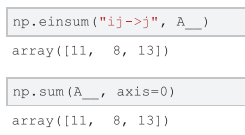 np.einsum("ij->j", A__)
array([11,  8, 13])
np.sum(A__, axis=0)
array([11,  8, 13])